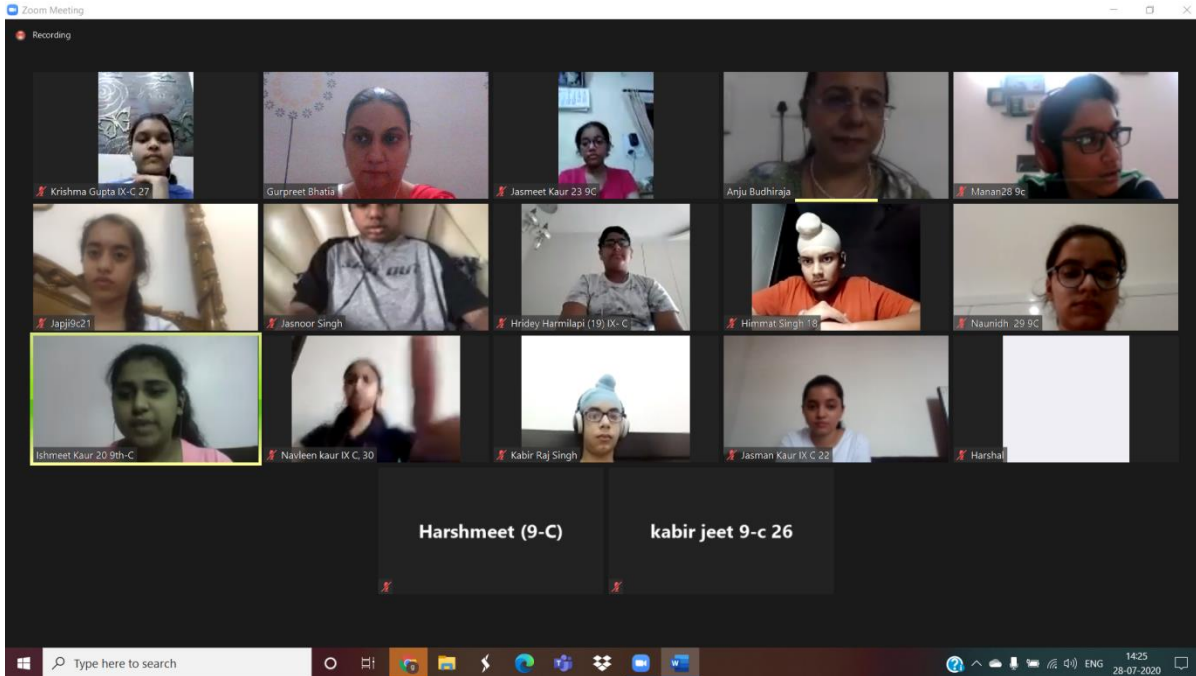 Zoom Meeting
Recording
Krishma Gupta IX-C 27
Gurpreet Bhatia
Jasmeet Kaur 23 9C
Anju Budhiraja
Manan28 9c
Japji9c21
Jasnoor Singh
Hridey Harmilapi (19) IX- C
Himmat Singh 18
Naunidh. 29 9C
Ishmeet Kaur 20 9th-C
Navleen kaur IX C, 30
Kabir Raj Singh
Jasman Kaur IX C 22
Harshal
Harshmeet (9-C)
kabir jeet 9-c 26
Type here to search
ENG
14:25
28-07-2020